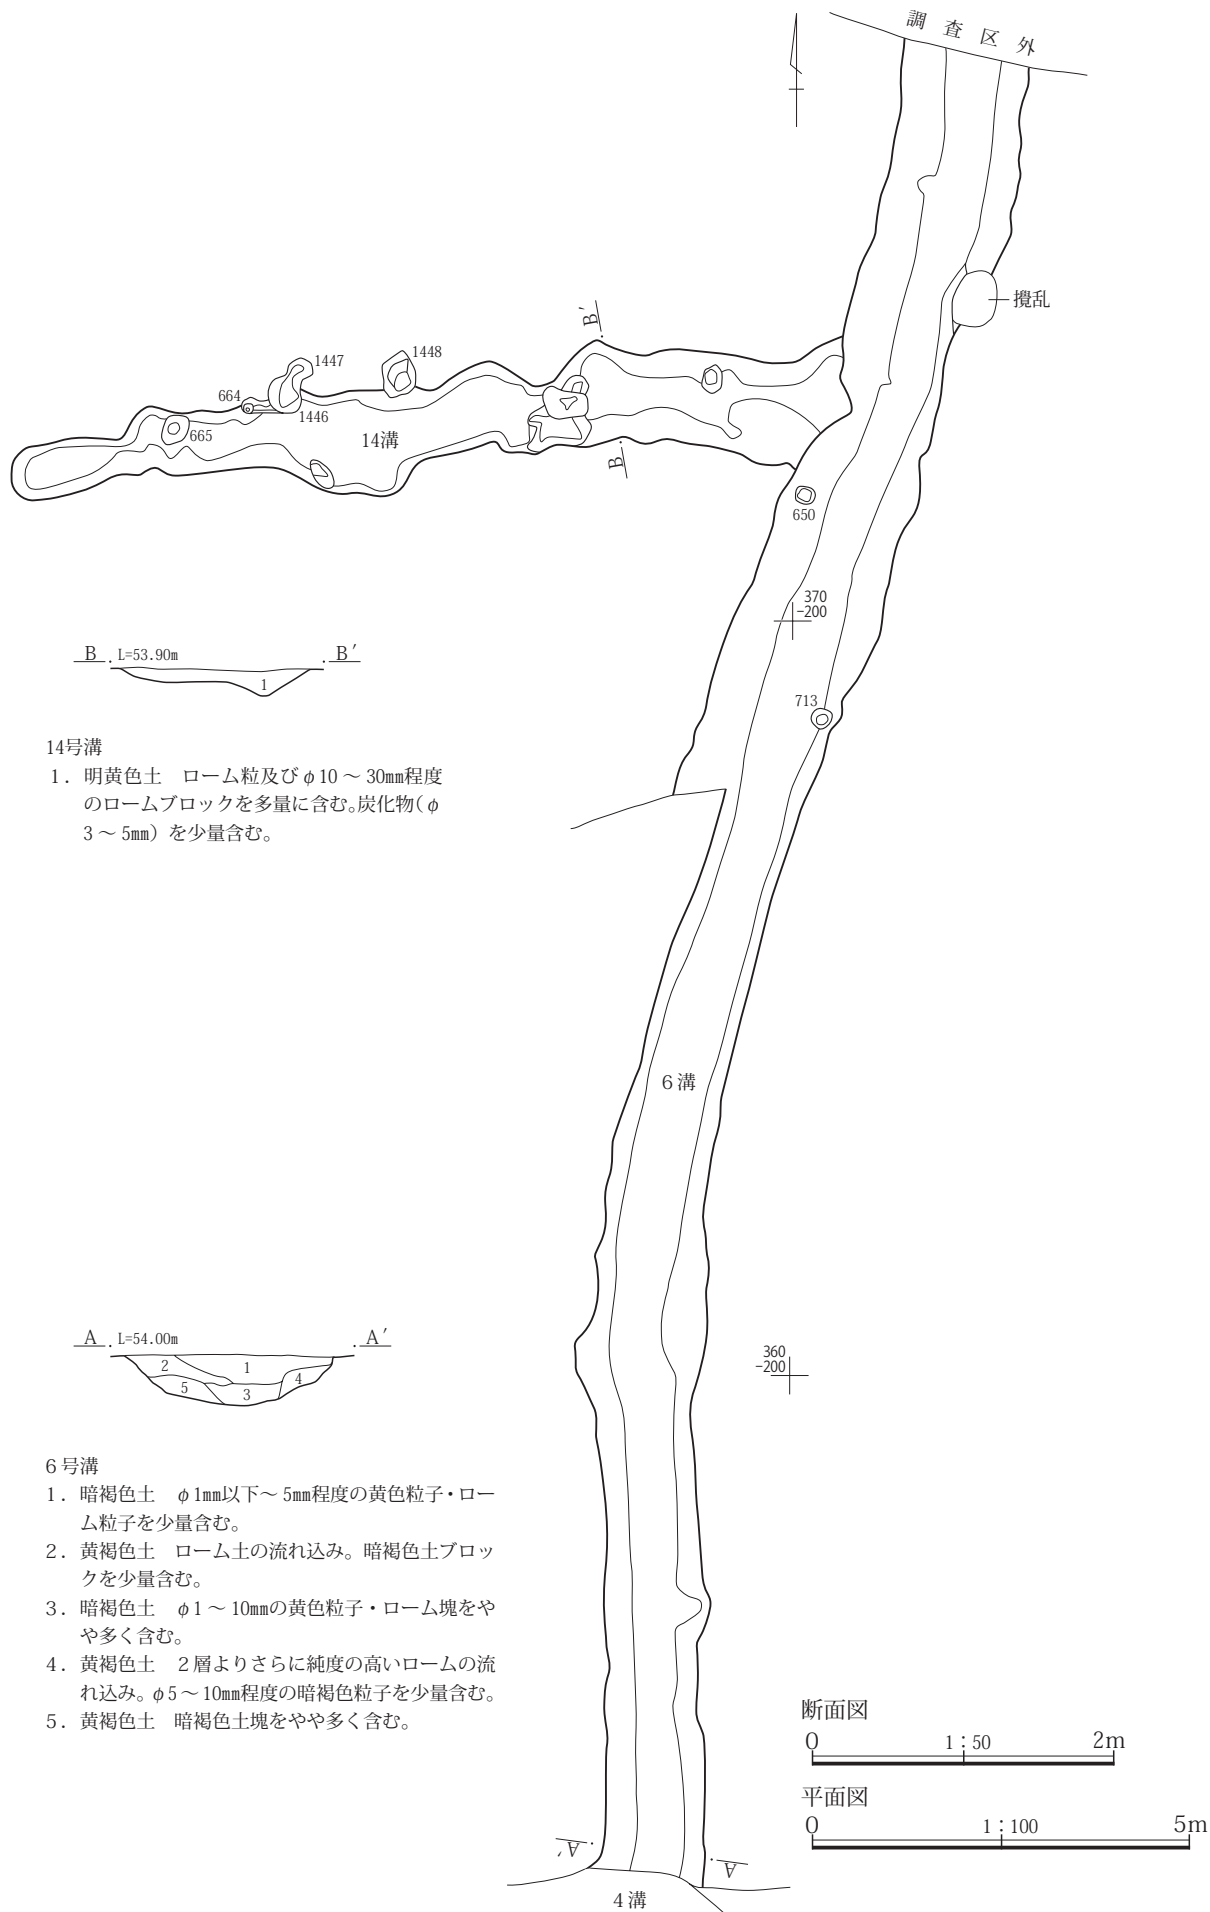 調査区外
攪乱
B′
1447
1448
664
1446
665
14溝
B
650
370
-200
B L=53.90m B′
1
713
14号溝
1．明黄色土　ローム粒及びφ10～30㎜程度
のロームブロックを多量に含む。炭化物（φ
3～5㎜）を少量含む。
6溝
A L=54.00m A′
2
1
4
5
3
360
-200
6号溝
1．暗褐色土　φ1㎜以下～5㎜程度の黄色粒子・ロー
ム粒子を少量含む。
2．黄褐色土　ローム土の流れ込み。暗褐色土ブロッ
クを少量含む。
3．暗褐色土　φ1～10㎜の黄色粒子・ローム塊をや
や多く含む。
4．黄褐色土　2層よりさらに純度の高いロームの流
れ込み。φ5～10㎜程度の暗褐色粒子を少量含む。
5．黄褐色土　暗褐色土塊をやや多く含む。
断面図
0 1：50 2m
平面図
0 1：100 5m
A′
A
4溝